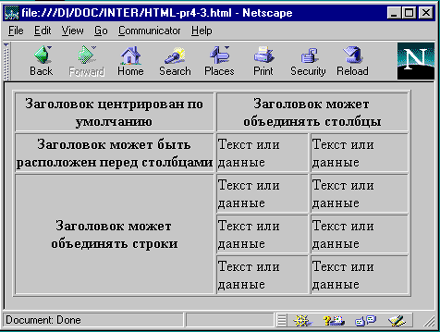 file:///D|/DOC/INTER/HTML-pr4-3.html - Netscape
File Edit View Go Communicator Help
Back Forward Home Search Places Print Security Reload
N
Заголовок центрирован по
умолчанию
Заголовок может
объединять столбцы
Заголовок может быть
расположен перед столбцами
Текст или
данные
Текст или
данные
Заголовок может
объединять строки
Текст или
данные
Текст или
данные
Текст или
данные
Текст или
данные
Текст или
данные
Текст или
данные
Document: Done